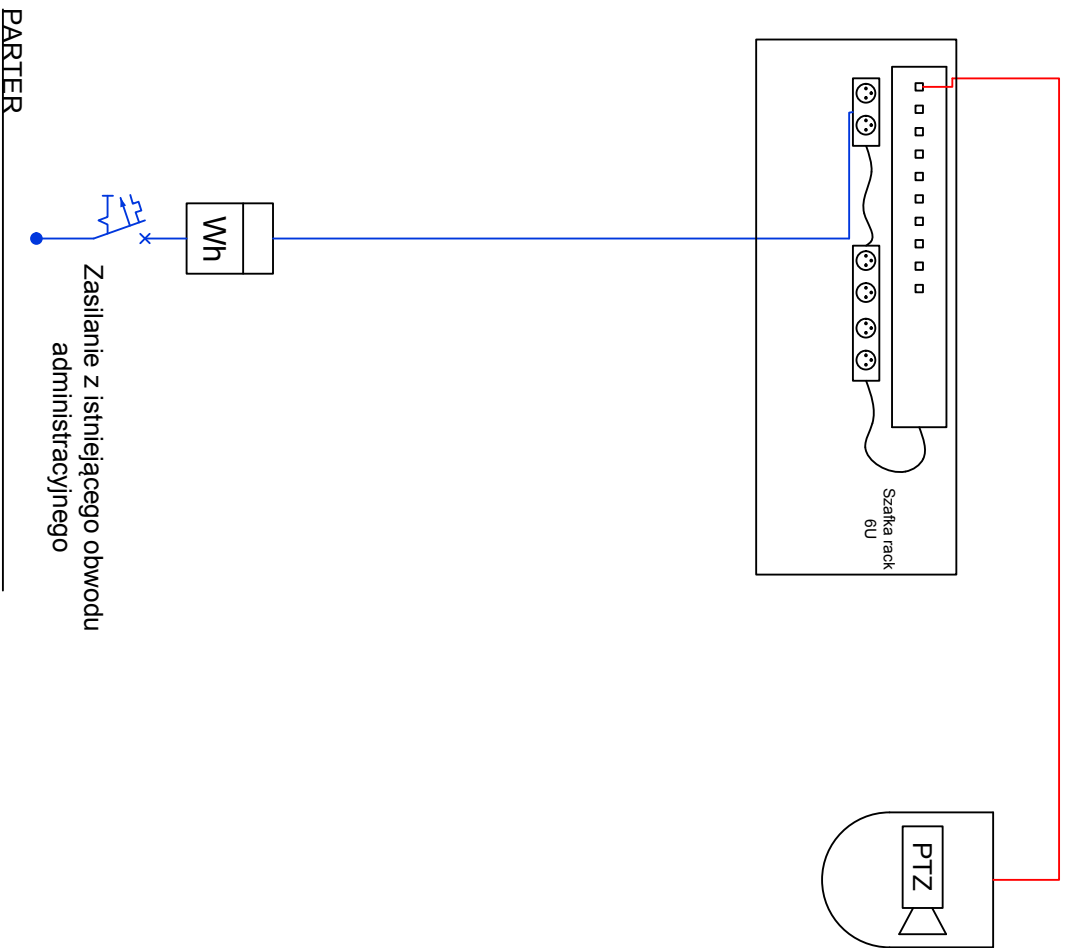 PTZ
Szafka rack
6U
Wh
Zasilanie z istniejącego obwodu
administracyjnego
PARTER